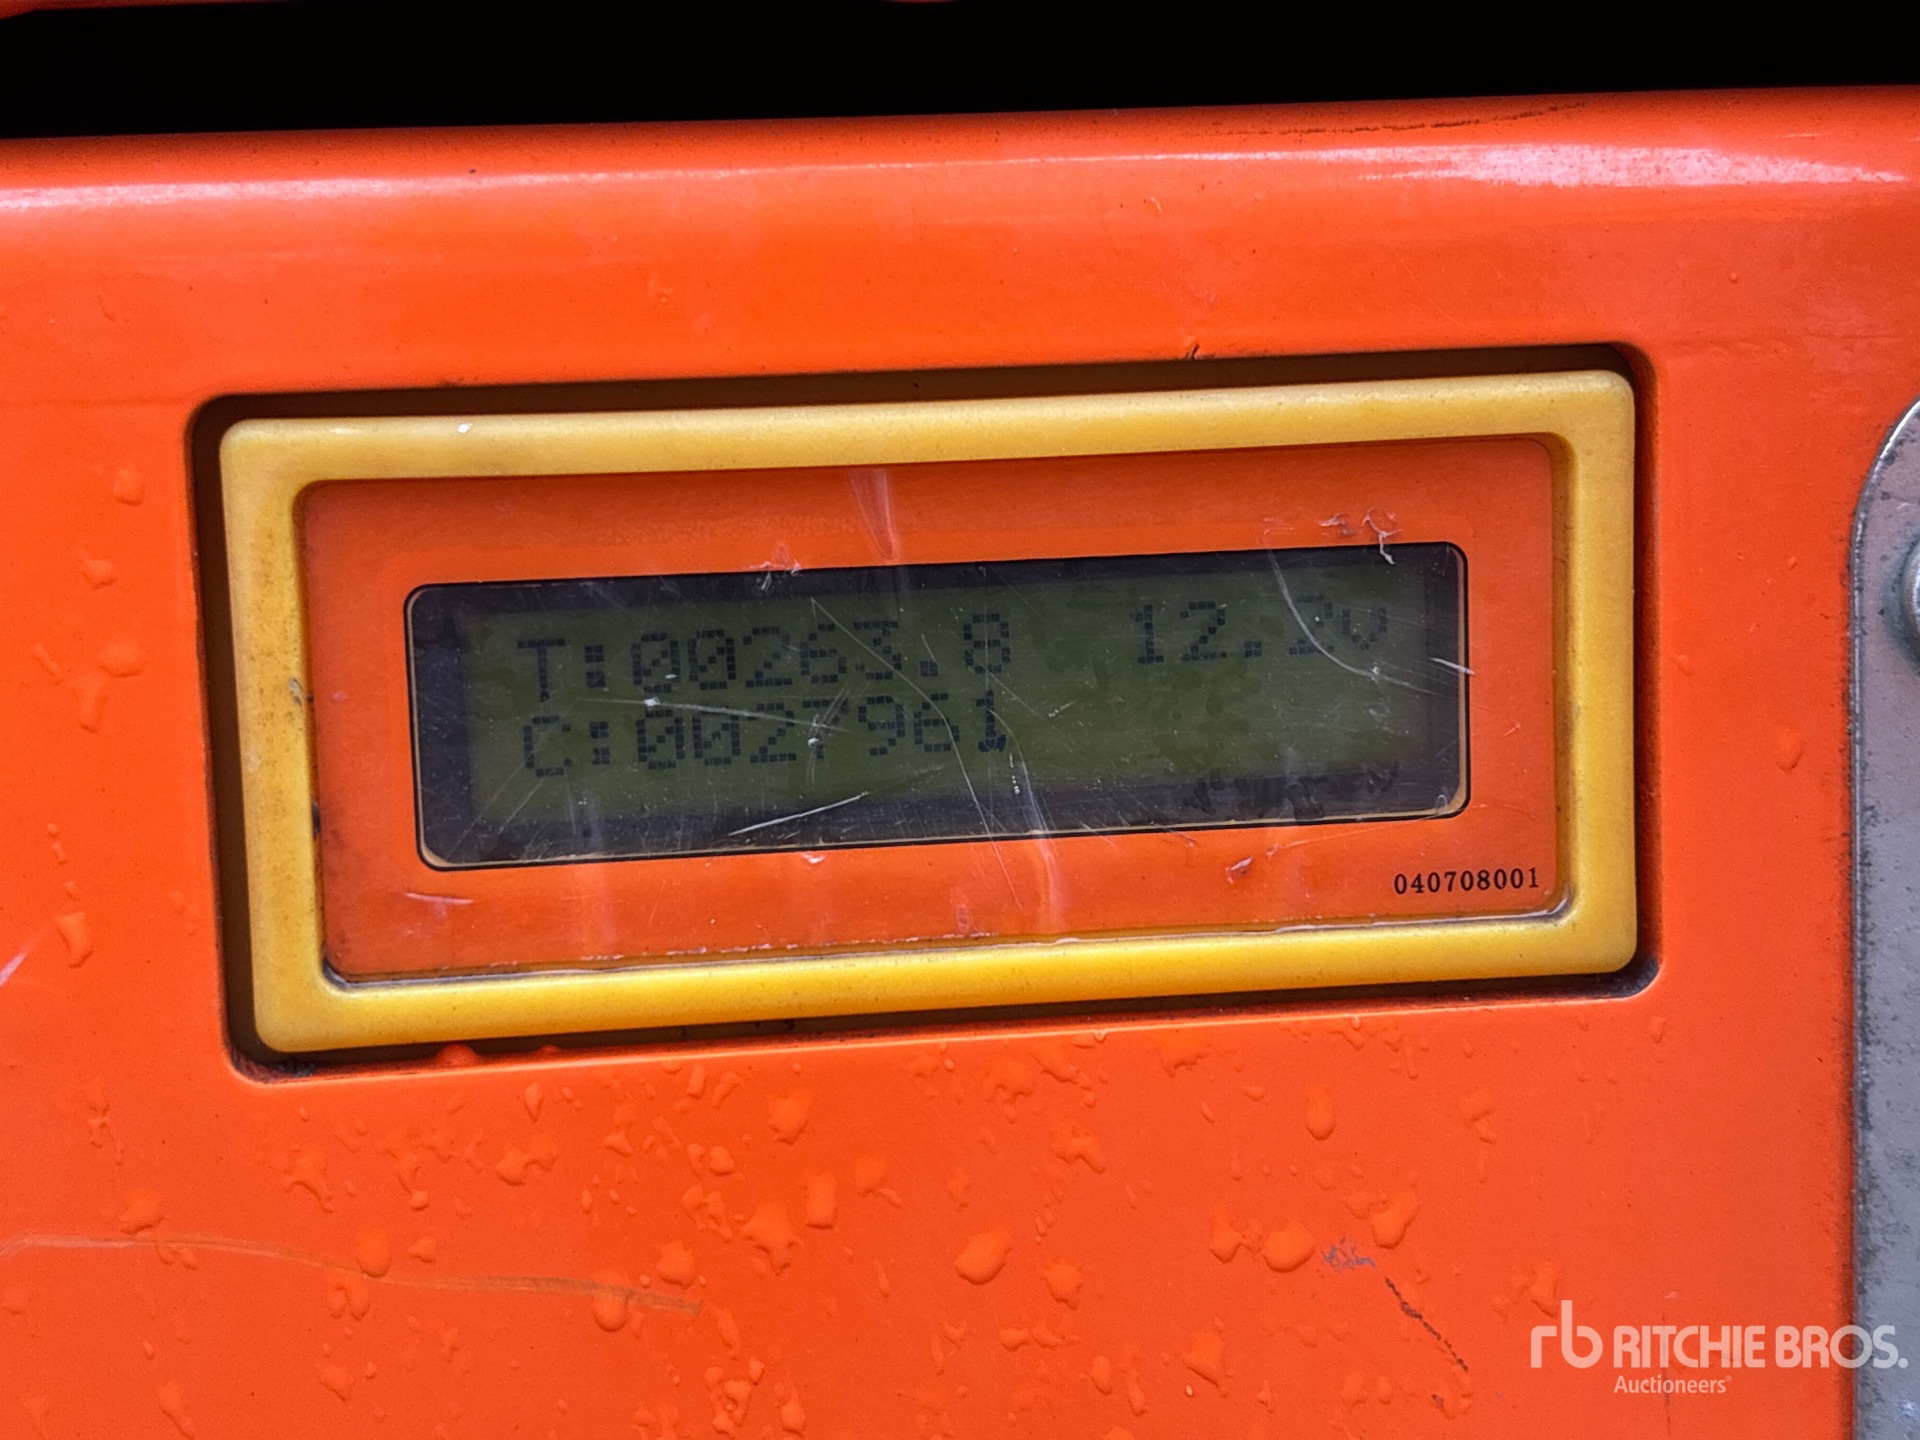 T:00263.8 12.2v
C:0027961
040708001
rb RITCHIE BROS.
Auctioneers